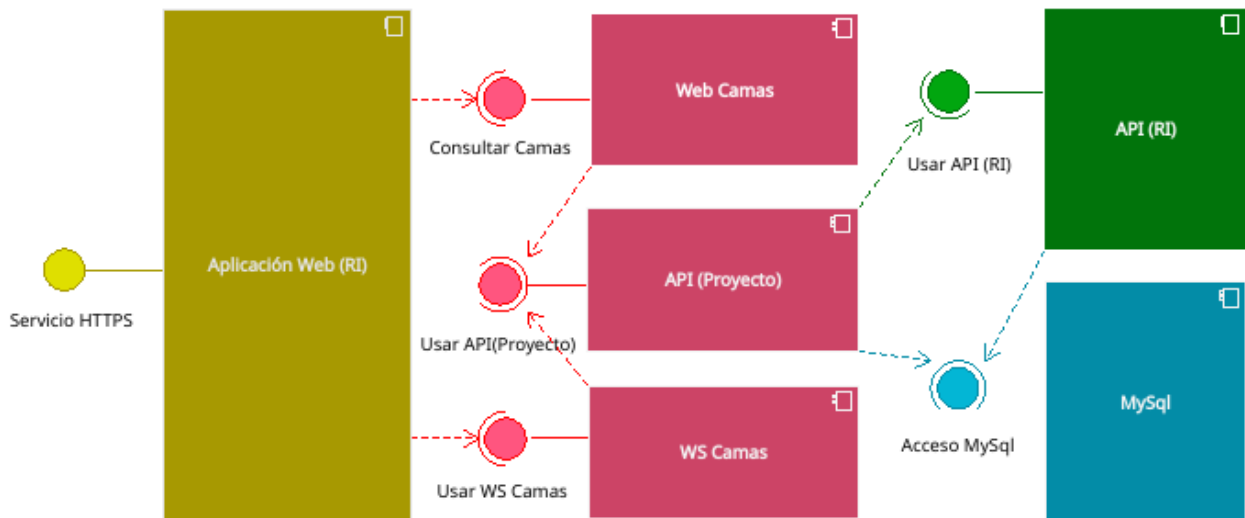 Web Camas
Consultar Camas
API (RI)
Usar API (RI)
Aplicación Web (RI)
API (Proyecto)
Servicio HTTPS
Usar API(Proyecto)
MySql
Acceso MySql
WS Camas
Usar WS Camas